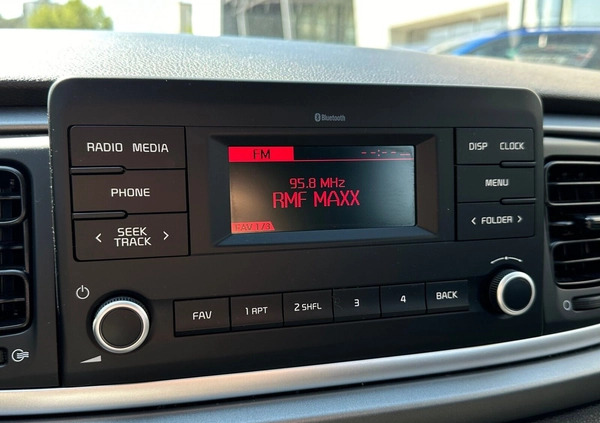 Bluetooth
RADIO MEDIA
FM
--:--
DISP CLOCK
PHONE
95.8 MHz
RMF MAXX
MENU
< SEEK TRACK >
FAV 1/3
< FOLDER >
FAV
1 RPT
2 SHFL
3
4
BACK